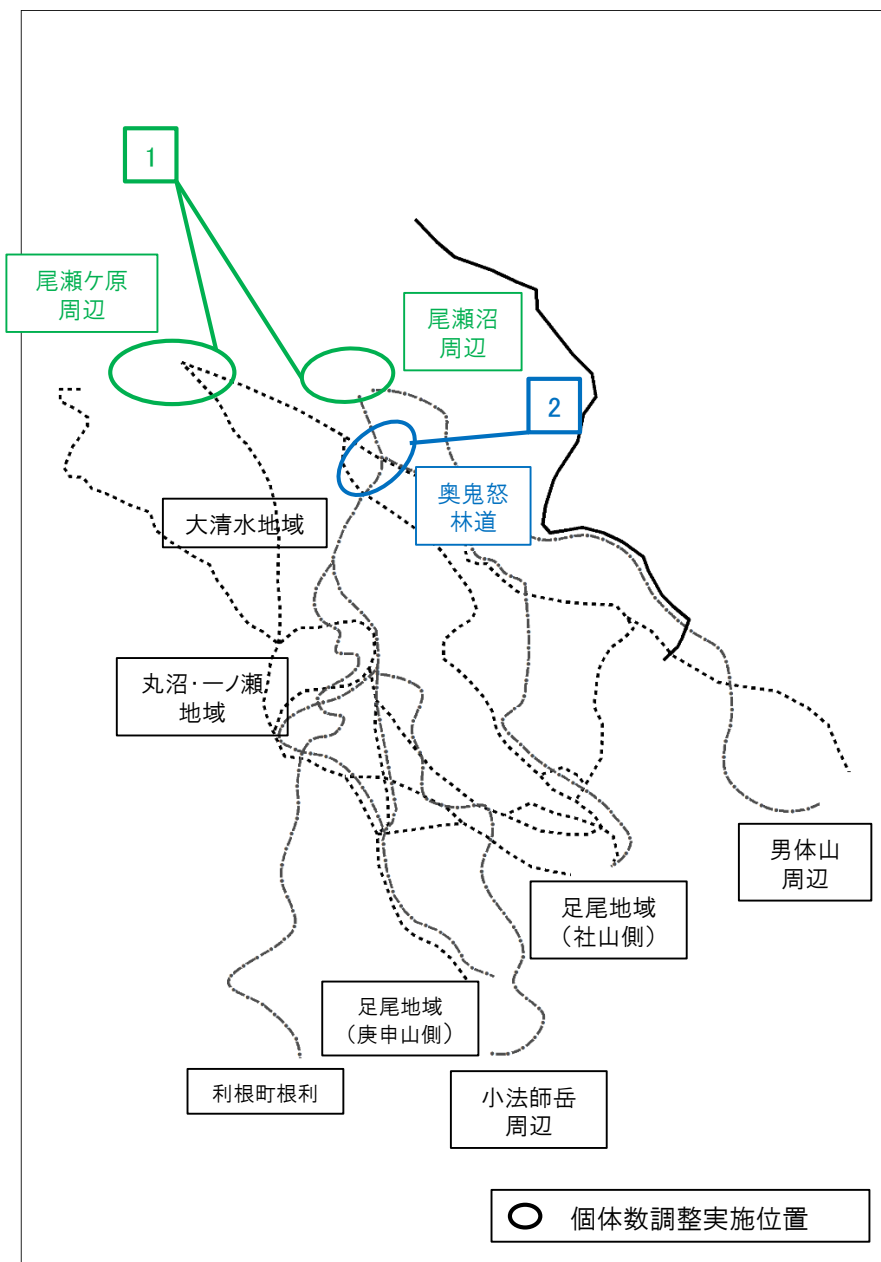 1
尾瀬ケ原
周辺
尾瀬沼
周辺
2
奥鬼怒
林道
大清水地域
丸沼・一ノ瀬
地域
男体山
周辺
足尾地域
(社山側)
足尾地域
(庚申山側)
利根町根利
小法師岳
周辺
個体数調整実施位置